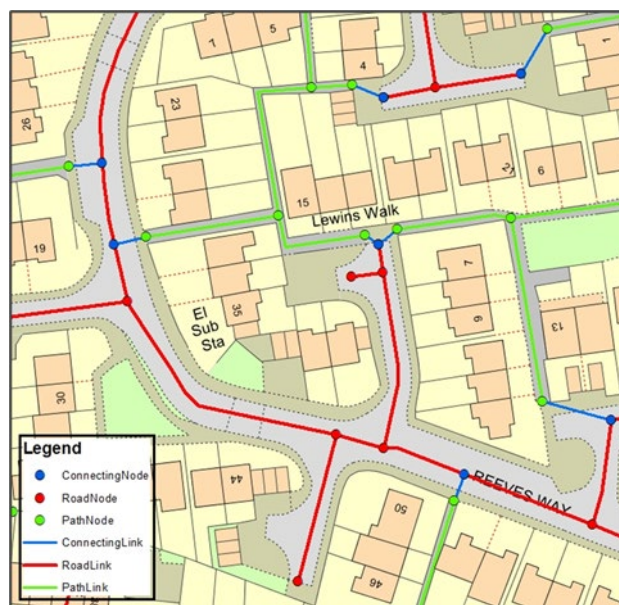 5
7
4
1
23
26
21
6
15
Lewins Walk
19
7
35
El
Sub
Sta
9
13
30
Legend
ConnectingNode
RoadNode
PathNode
ConnectingLink
RoadLink
PathLink
44
REEVES WAY
50
46